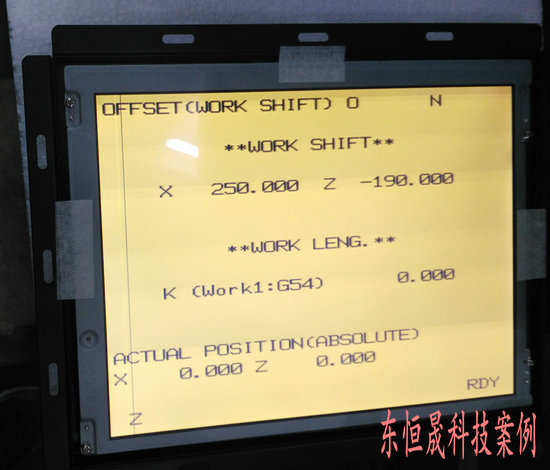 OFFSET(WORK SHIFT) O N
**WORK SHIFT**
X 250.000 Z -190.000
**WORK LENG.**
K (Work1:G54) 0.000
ACTUAL POSITION(ABSOLUTE)
X 0.000 Z 0.000
RDY
Z
东恒晟科技案例